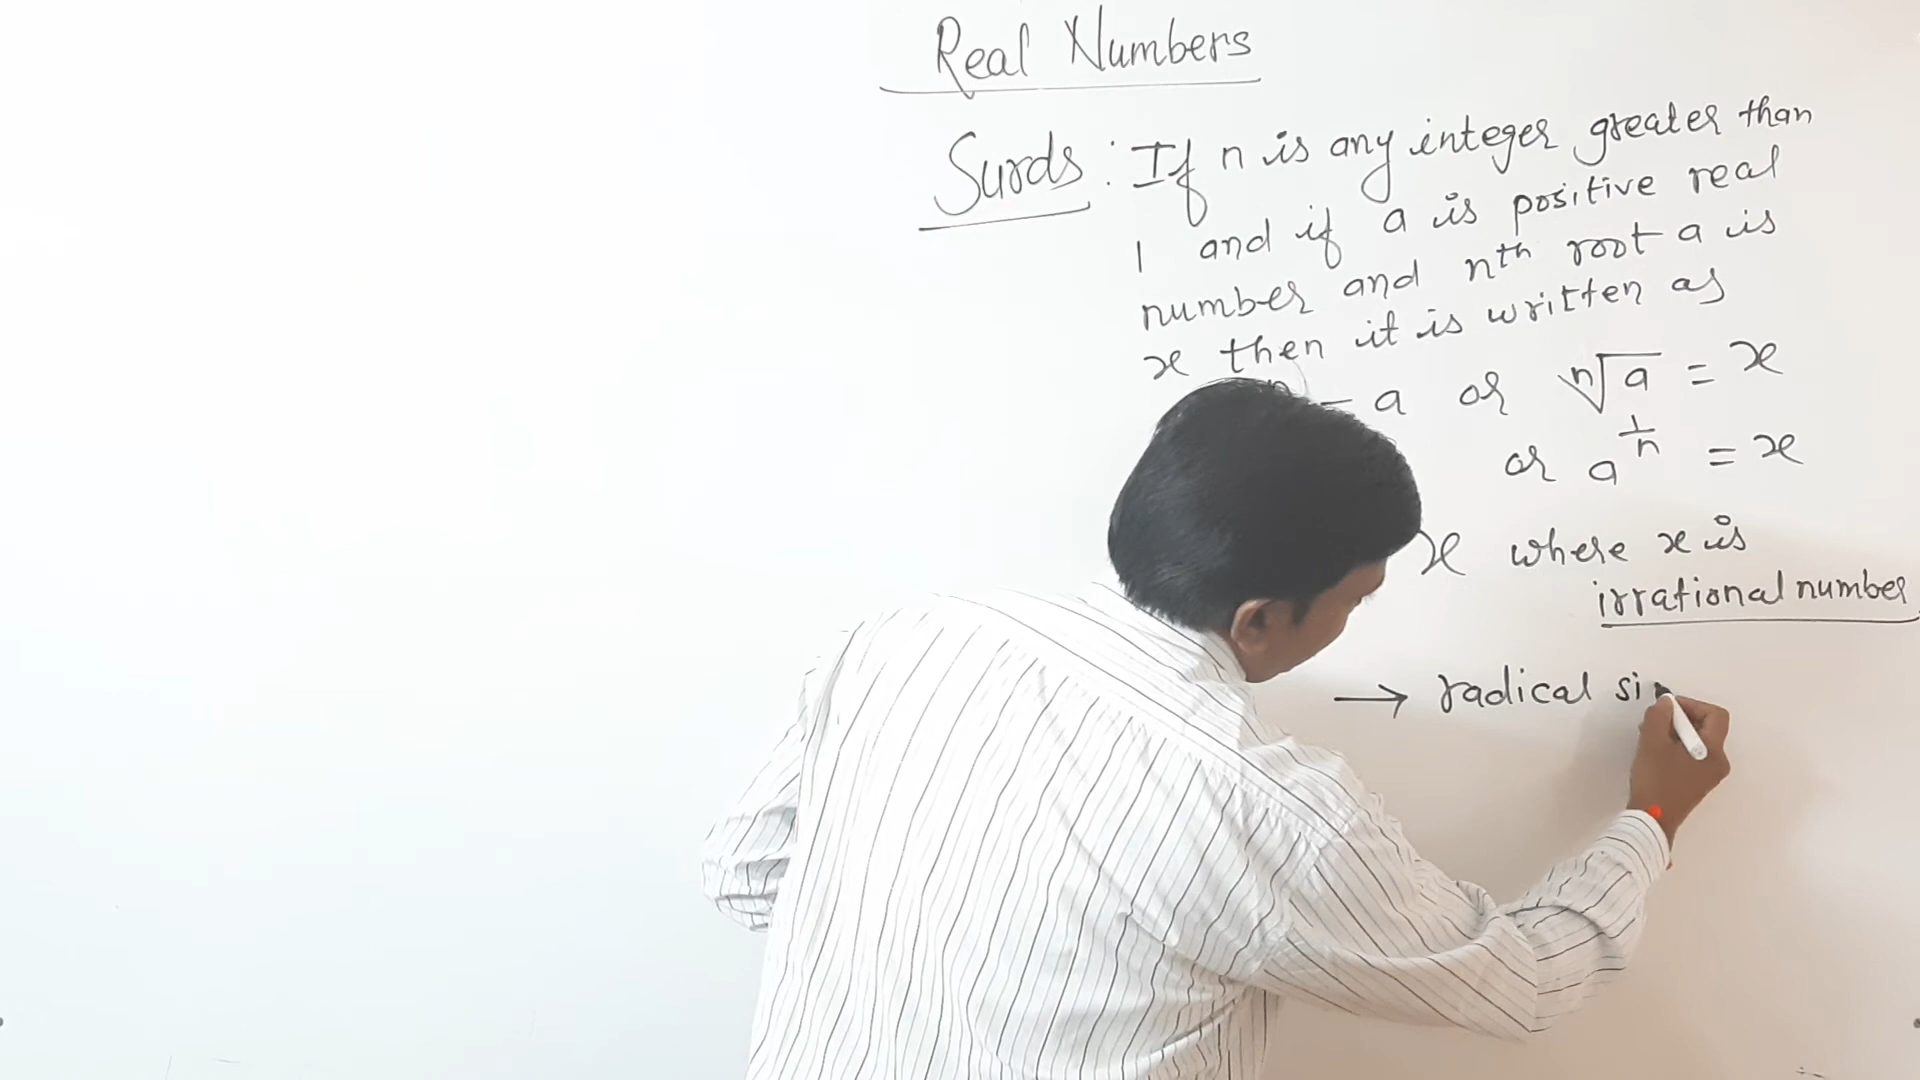 Real Numbers
Surds : If n is any integer greater than
1 and if a is positive real
number and nth root a is
x then it is written as
a or ⁿ√a = x
or a^1/n = x
x where x is
irrational number
→ radical si